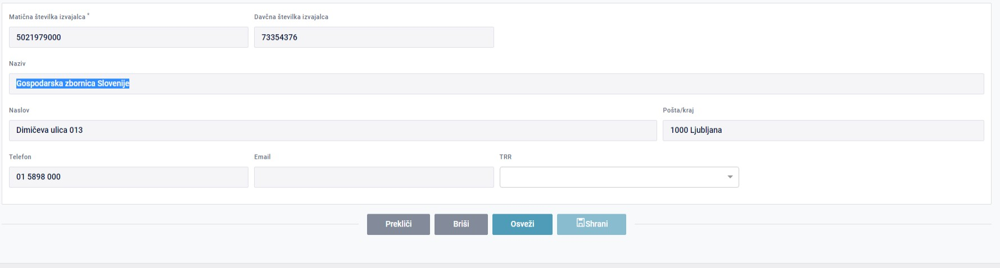 Matična številka izvajalca *
Davčna številka izvajalca
5021979000
73354376
Naziv
Gospodarska zbornica Slovenije
Naslov
Pošta/kraj
Dimičeva ulica 013
1000 Ljubljana
Telefon
Email
TRR
01 5898 000
Prekliči
Briši
Osveži
Shrani